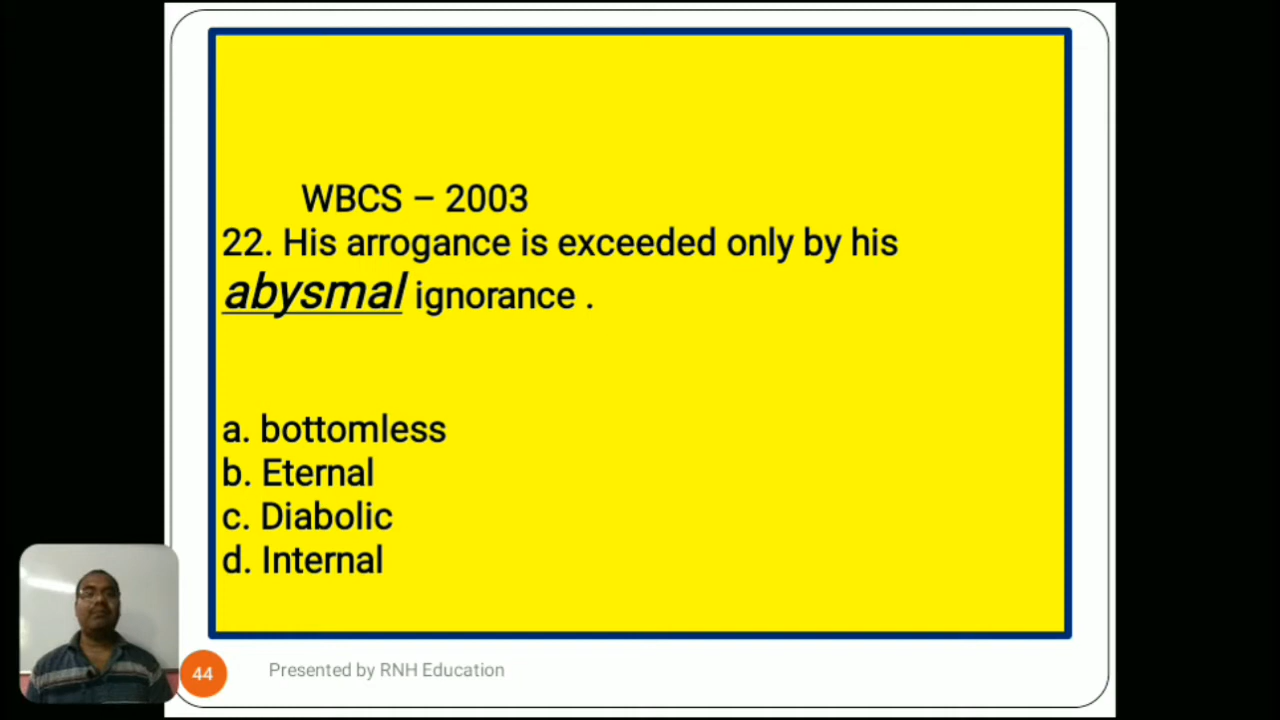 WBCS – 2003
22. His arrogance is exceeded only by his
abysmal ignorance .
a. bottomless
b. Eternal
c. Diabolic
d. Internal
44
Presented by RNH Education